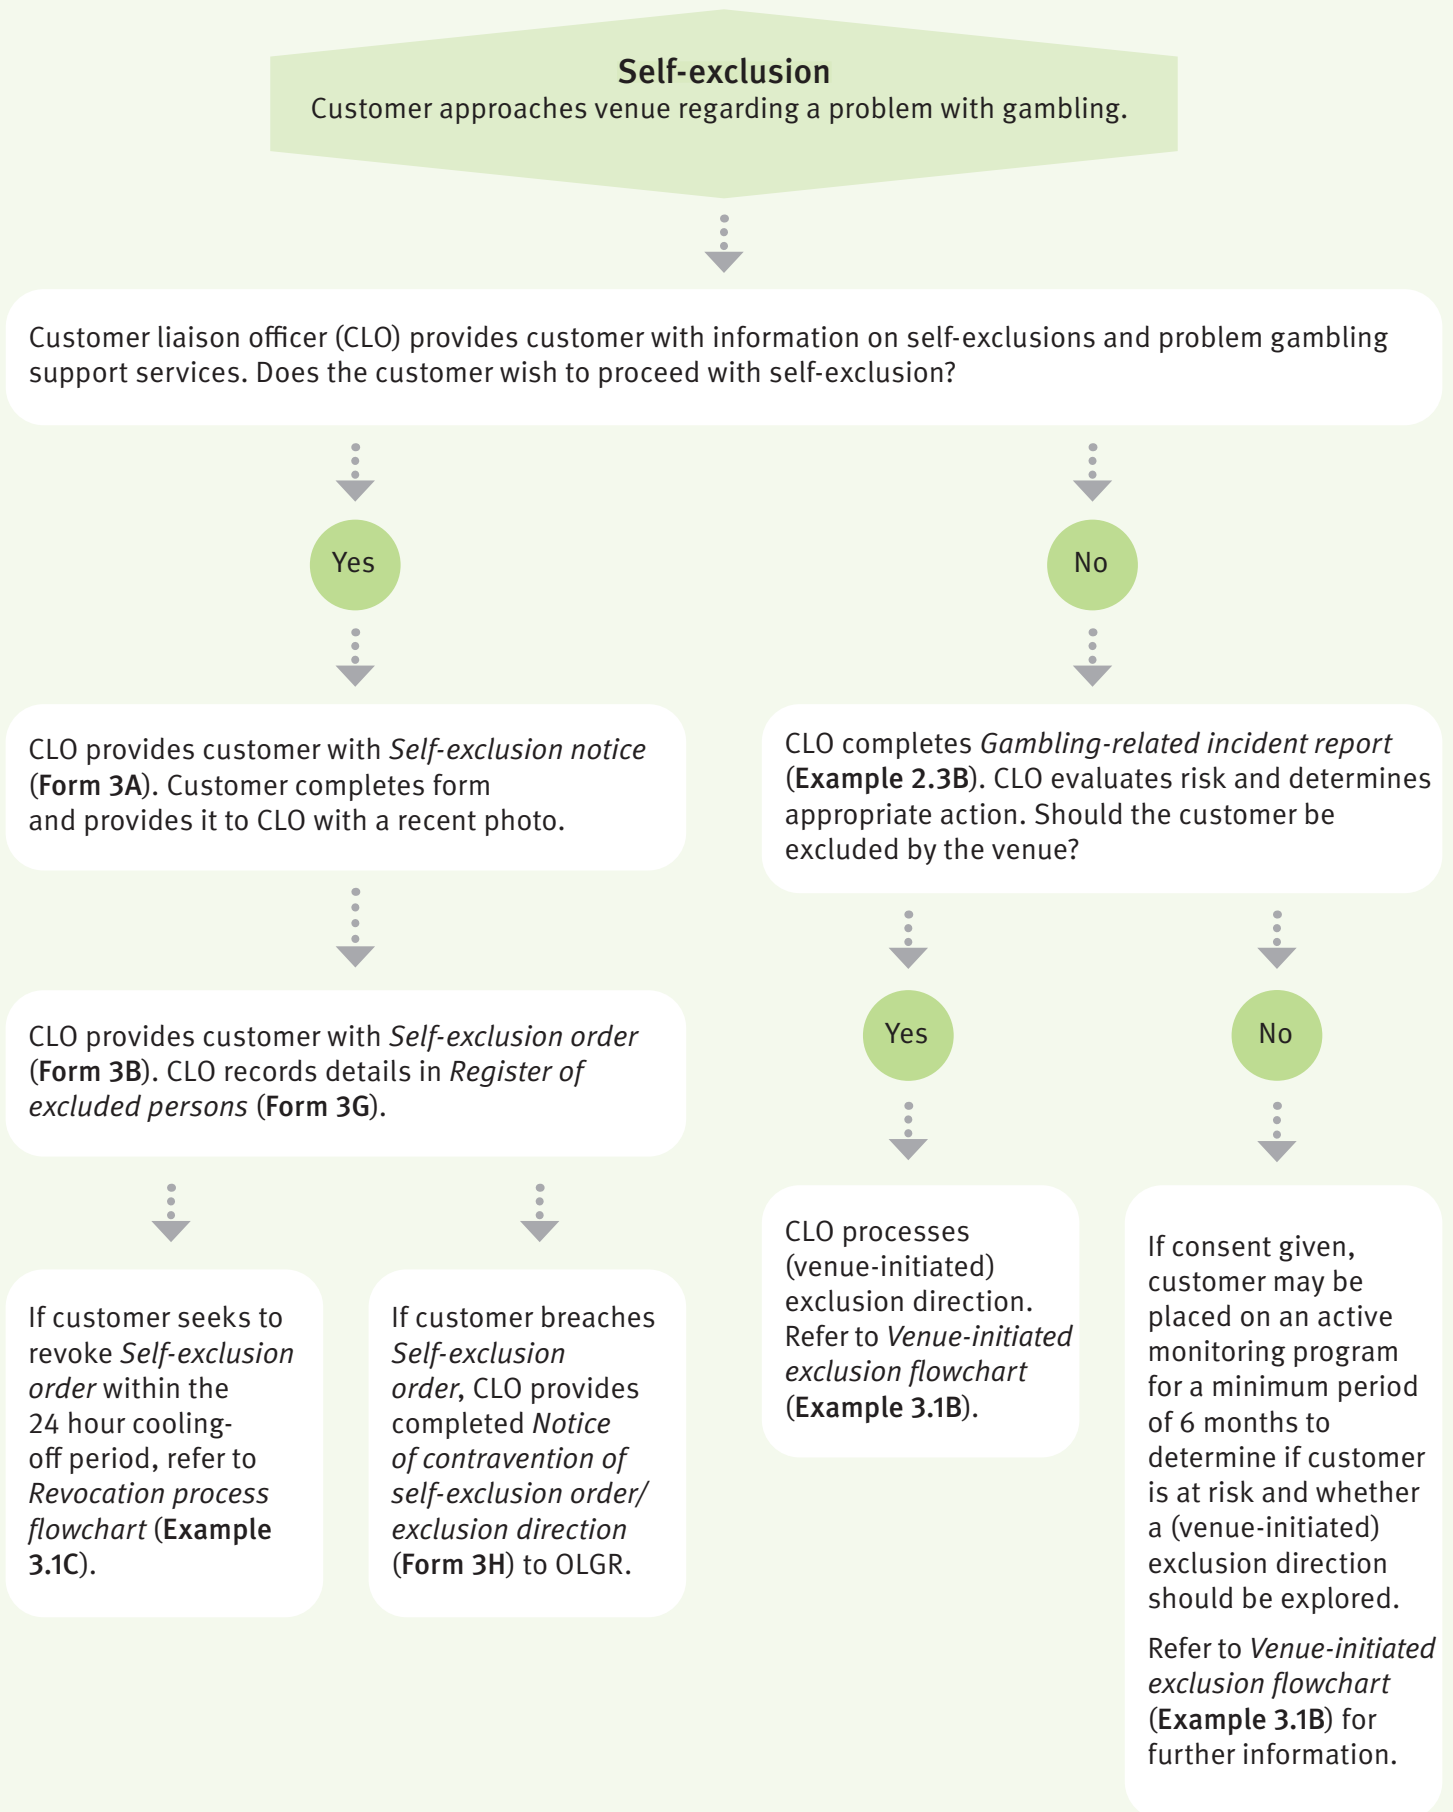 Self-exclusion
Customer approaches venue regarding a problem with gambling.
Customer liaison officer (CLO) provides customer with information on self-exclusions and problem gambling
support services. Does the customer wish to proceed with self-exclusion?
Yes
No
CLO provides customer with Self-exclusion notice
(Form 3A). Customer completes form
and provides it to CLO with a recent photo.
CLO completes Gambling-related incident report
(Example 2.3B). CLO evaluates risk and determines
appropriate action. Should the customer be
excluded by the venue?
CLO provides customer with Self-exclusion order
(Form 3B). CLO records details in Register of
excluded persons (Form 3G).
Yes
No
If customer seeks to
revoke Self-exclusion
order within the
24 hour cooling-
off period, refer to
Revocation process
flowchart (Example
3.1C).
If customer breaches
Self-exclusion
order, CLO provides
completed Notice
of contravention of
self-exclusion order/
exclusion direction
(Form 3H) to OLGR.
CLO processes
(venue-initiated)
exclusion direction.
Refer to Venue-initiated
exclusion flowchart
(Example 3.1B).
If consent given,
customer may be
placed on an active
monitoring program
for a minimum period
of 6 months to
determine if customer
is at risk and whether
a (venue-initiated)
exclusion direction
should be explored.
Refer to Venue-initiated
exclusion flowchart
(Example 3.1B) for
further information.